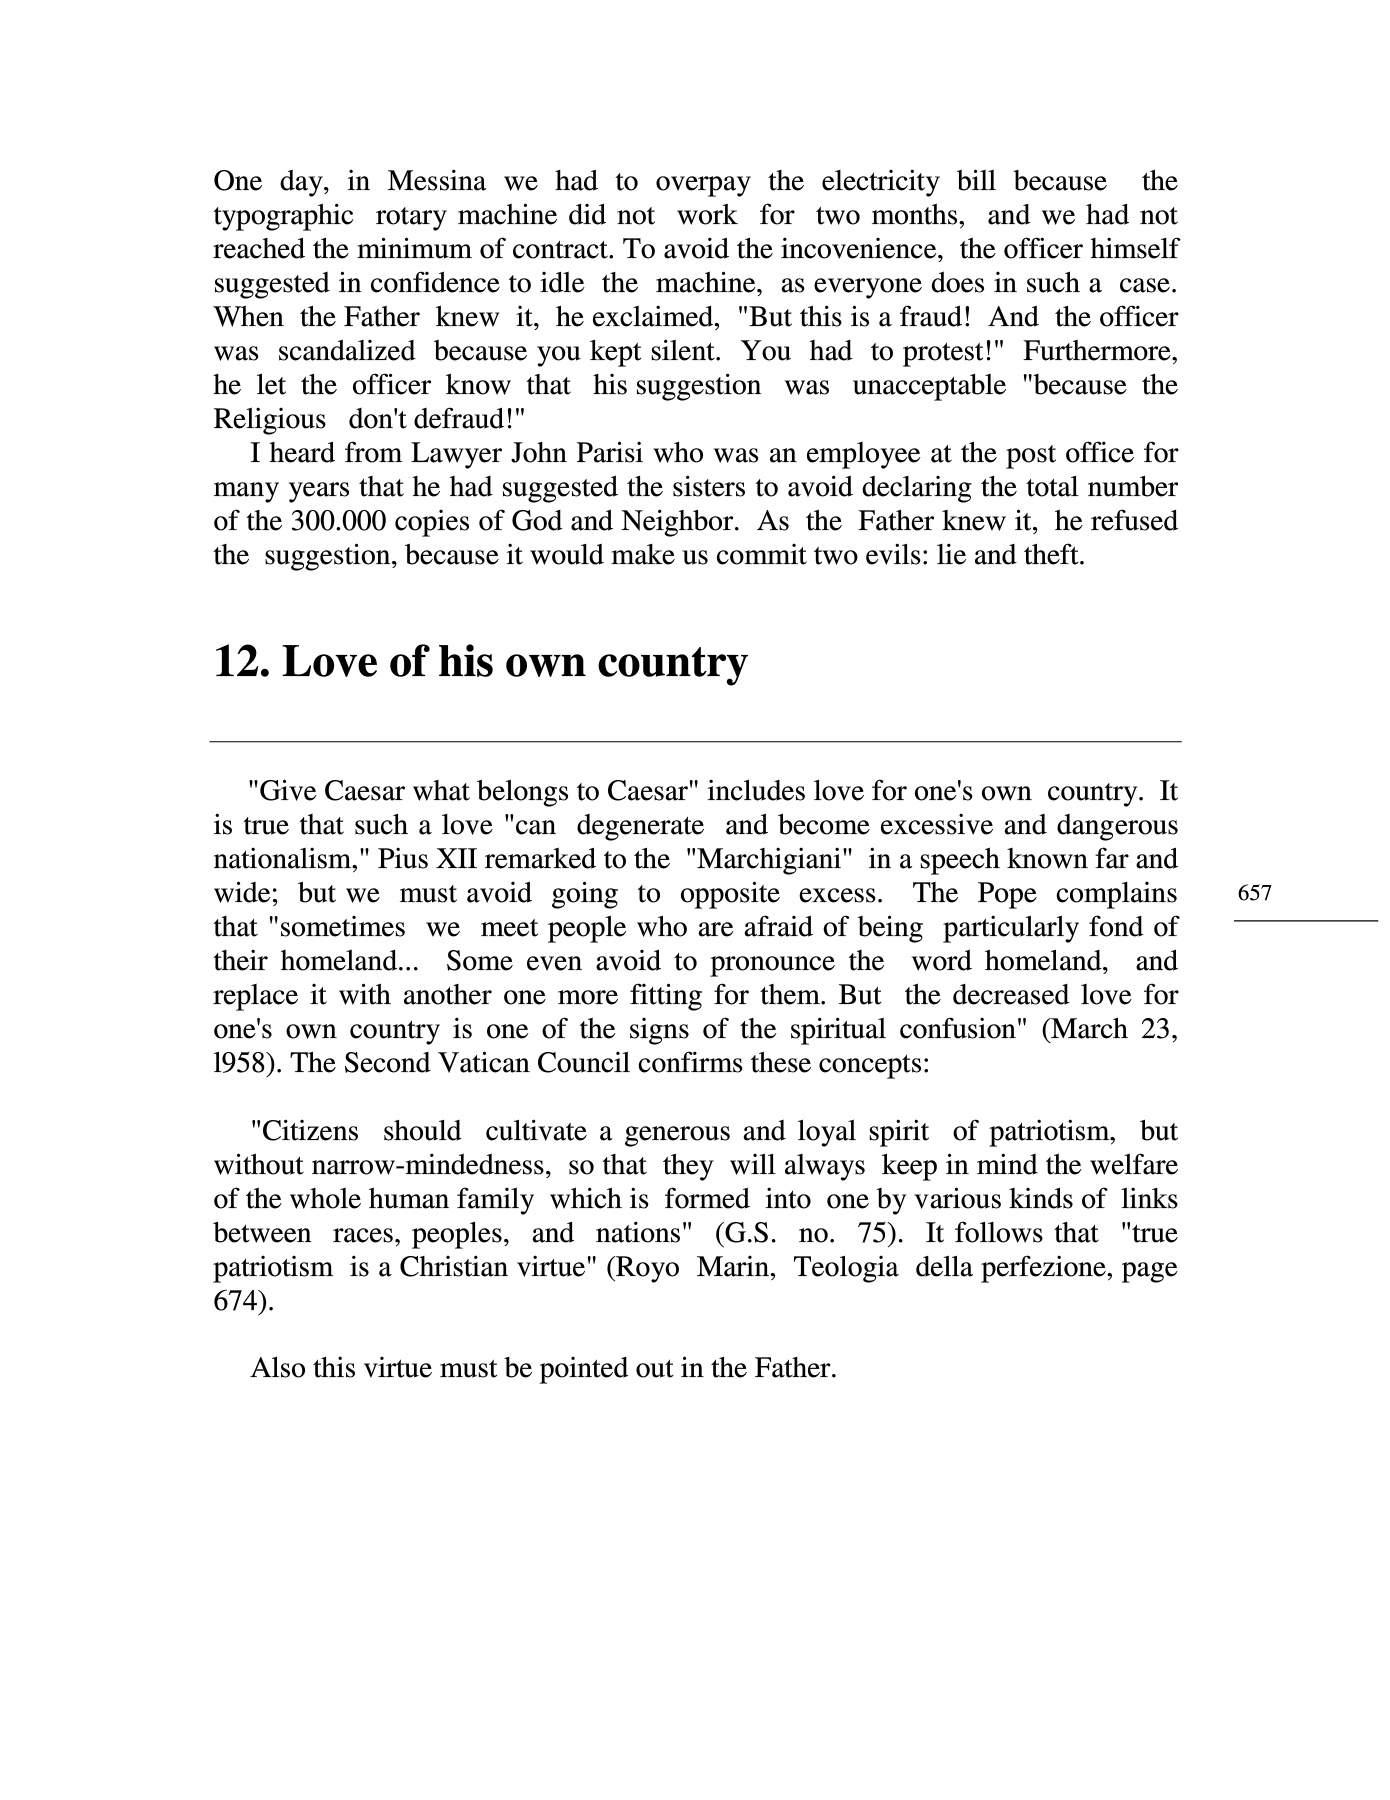 One day, in Messina we had to overpay the electricity bill because the
typographic rotary machine did not work for two months, and we had not
reached the minimum of contract. To avoid the incovenience, the officer himself
suggested in confidence to idle the machine, as everyone does in such a case.
When the Father knew it, he exclaimed, "But this is a fraud! And the officer
was scandalized because you kept silent. You had to protest!" Furthermore,
he let the officer know that his suggestion was unacceptable "because the
Religious don't defraud!"
I heard from Lawyer John Parisi who was an employee at the post office for
many years that he had suggested the sisters to avoid declaring the total number
of the 300.000 copies of God and Neighbor. As the Father knew it, he refused
the suggestion, because it would make us commit two evils: lie and theft.
12. Love of his own country
"Give Caesar what belongs to Caesar" includes love for one's own country. It
is true that such a love "can degenerate and become excessive and dangerous
nationalism," Pius XII remarked to the "Marchigiani" in a speech known far and
wide; but we must avoid going to opposite excess. The Pope complains
that "sometimes we meet people who are afraid of being particularly fond of
their homeland... Some even avoid to pronounce the word homeland, and
replace it with another one more fitting for them. But the decreased love for
one's own country is one of the signs of the spiritual confusion" (March 23,
l958). The Second Vatican Council confirms these concepts:
"Citizens should cultivate a generous and loyal spirit of patriotism, but
without narrow-mindedness, so that they will always keep in mind the welfare
of the whole human family which is formed into one by various kinds of links
between races, peoples, and nations" (G.S. no. 75). It follows that "true
patriotism is a Christian virtue" (Royo Marin, Teologia della perfezione, page
674).
Also this virtue must be pointed out in the Father.
657